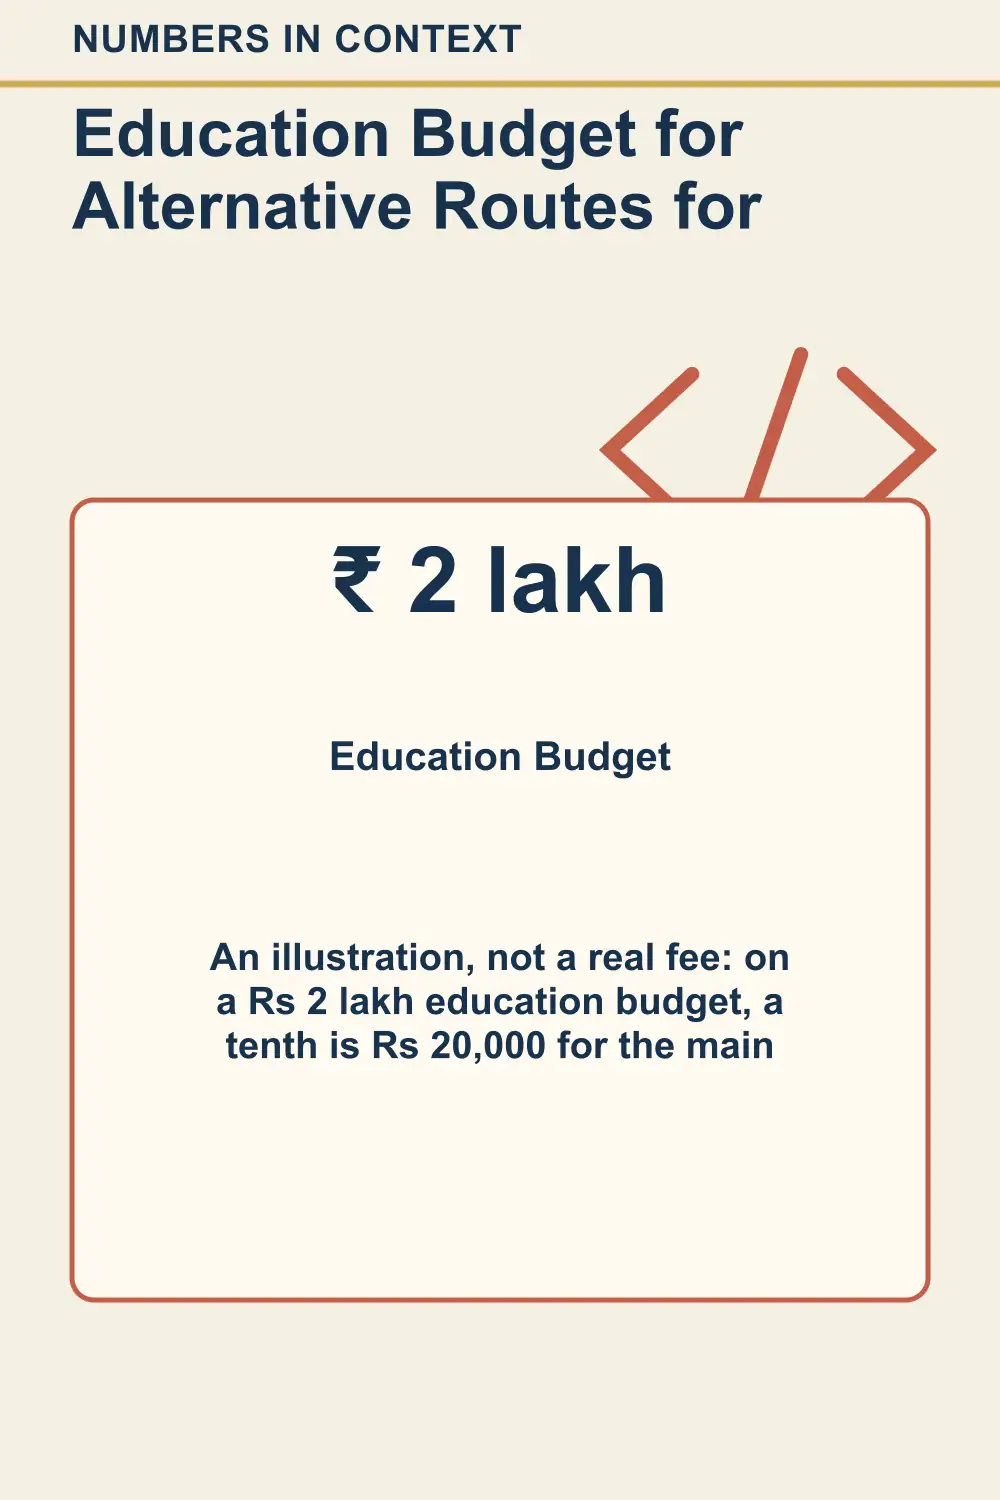 NUMBERS IN CONTEXT
Education Budget for
Alternative Routes for
₹ 2 lakh
Education Budget
An illustration, not a real fee: on
a Rs 2 lakh education budget, a
tenth is Rs 20,000 for the main